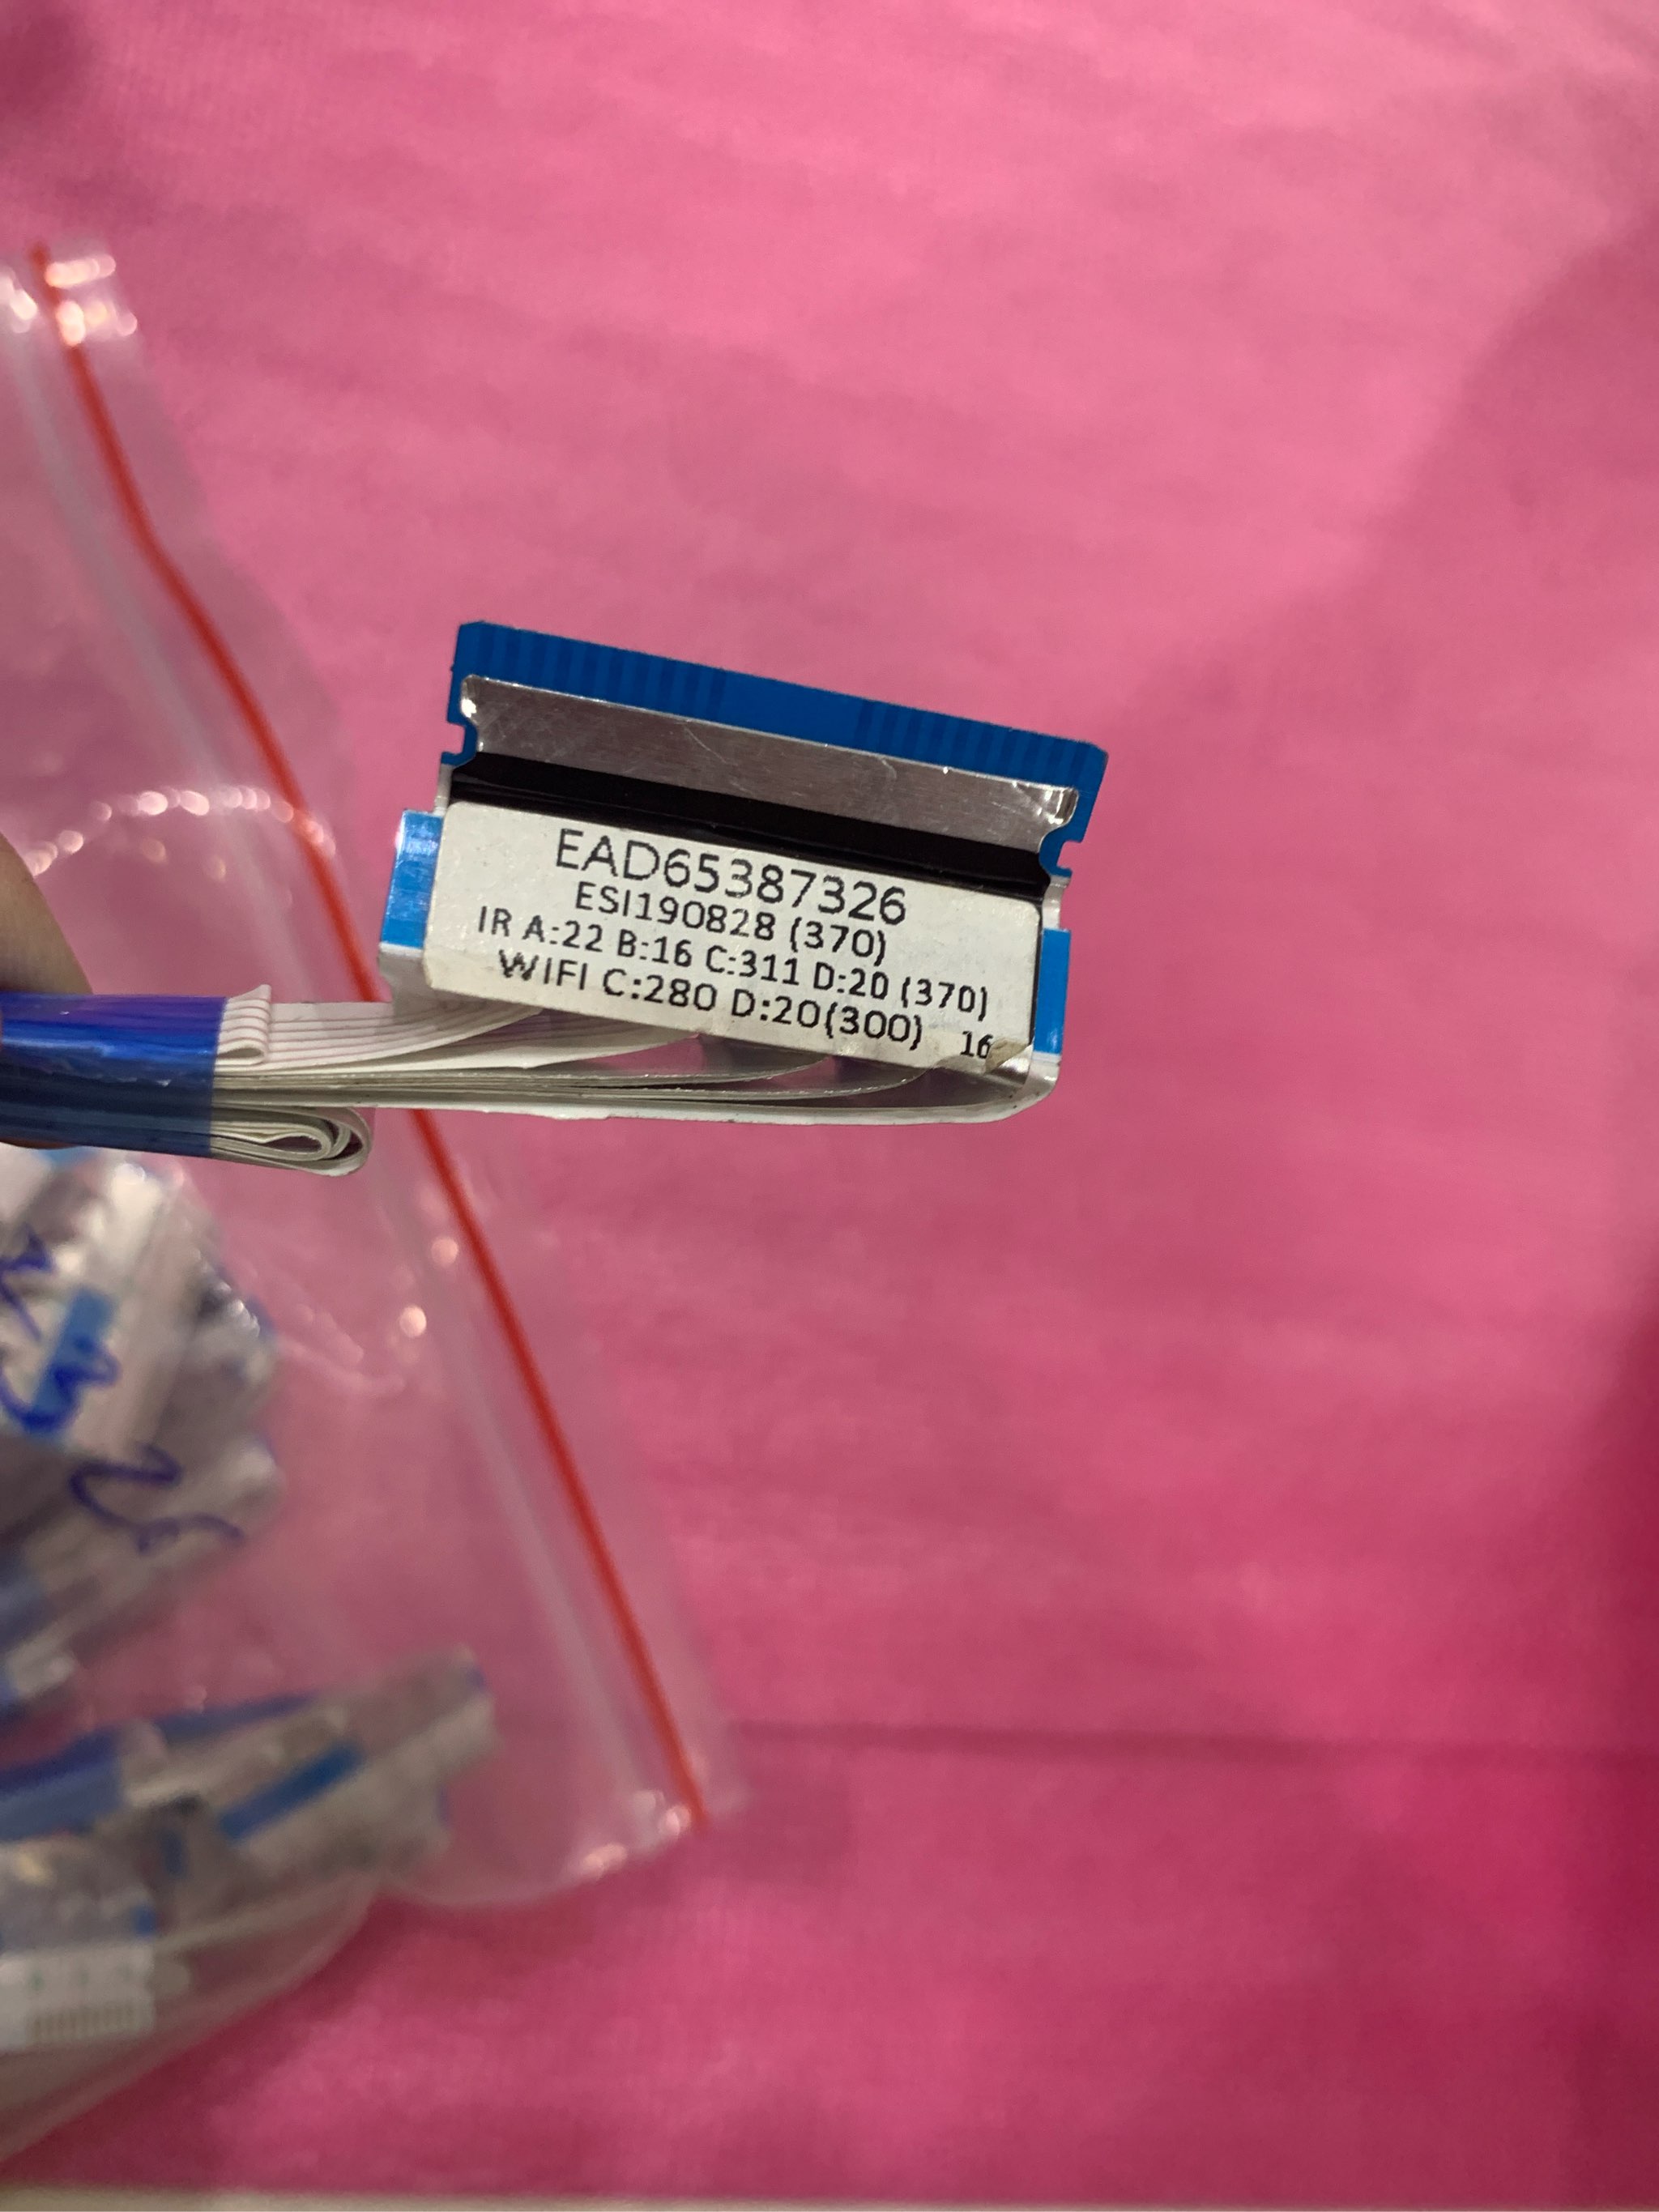 EAD65387326
ESI190828 (370)
IR A:22 B:16 C:311 D:20 (370)
WIFI C:280 D:20(300) 16